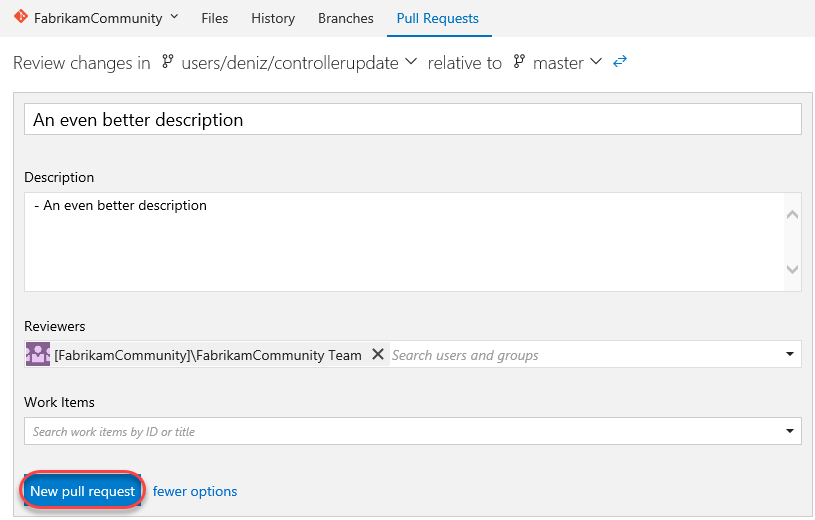 FabrikamCommunity Files History Branches Pull Requests
Review changes in users/deniz/controllerupdate relative to master
An even better description
Description
- An even better description
Reviewers
[FabrikamCommunity]\FabrikamCommunity Team Search users and groups
Work Items
Search work items by ID or title
New pull request fewer options